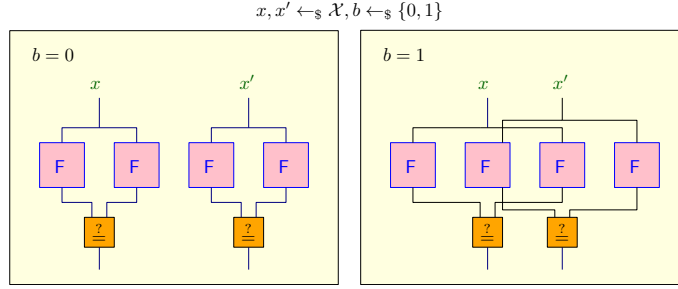 x, x′ ←$ 𝒳, b ← $ {0, 1}
b = 0
b = 1
x x′
x x′
F F F F
F F F F
?= ?=
?= ?=